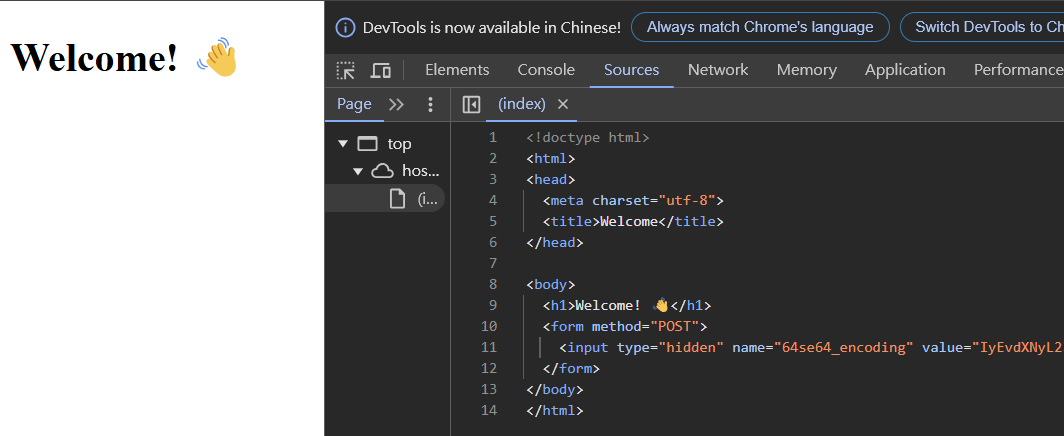 Welcome! 👋
DevTools is now available in Chinese! Always match Chrome's language Switch DevTools to Ch
Elements Console Sources Network Memory Application Performance
Page (index)
top
hos...
(i...
1 <!doctype html>
2 <html>
3 <head>
4 <meta charset="utf-8">
5 <title>Welcome</title>
6 </head>
7
8 <body>
9 <h1>Welcome! 👋</h1>
10 <form method="POST">
11 <input type="hidden" name="64se64_encoding" value="IyEvdXNyL2
12 </form>
13 </body>
14 </html>